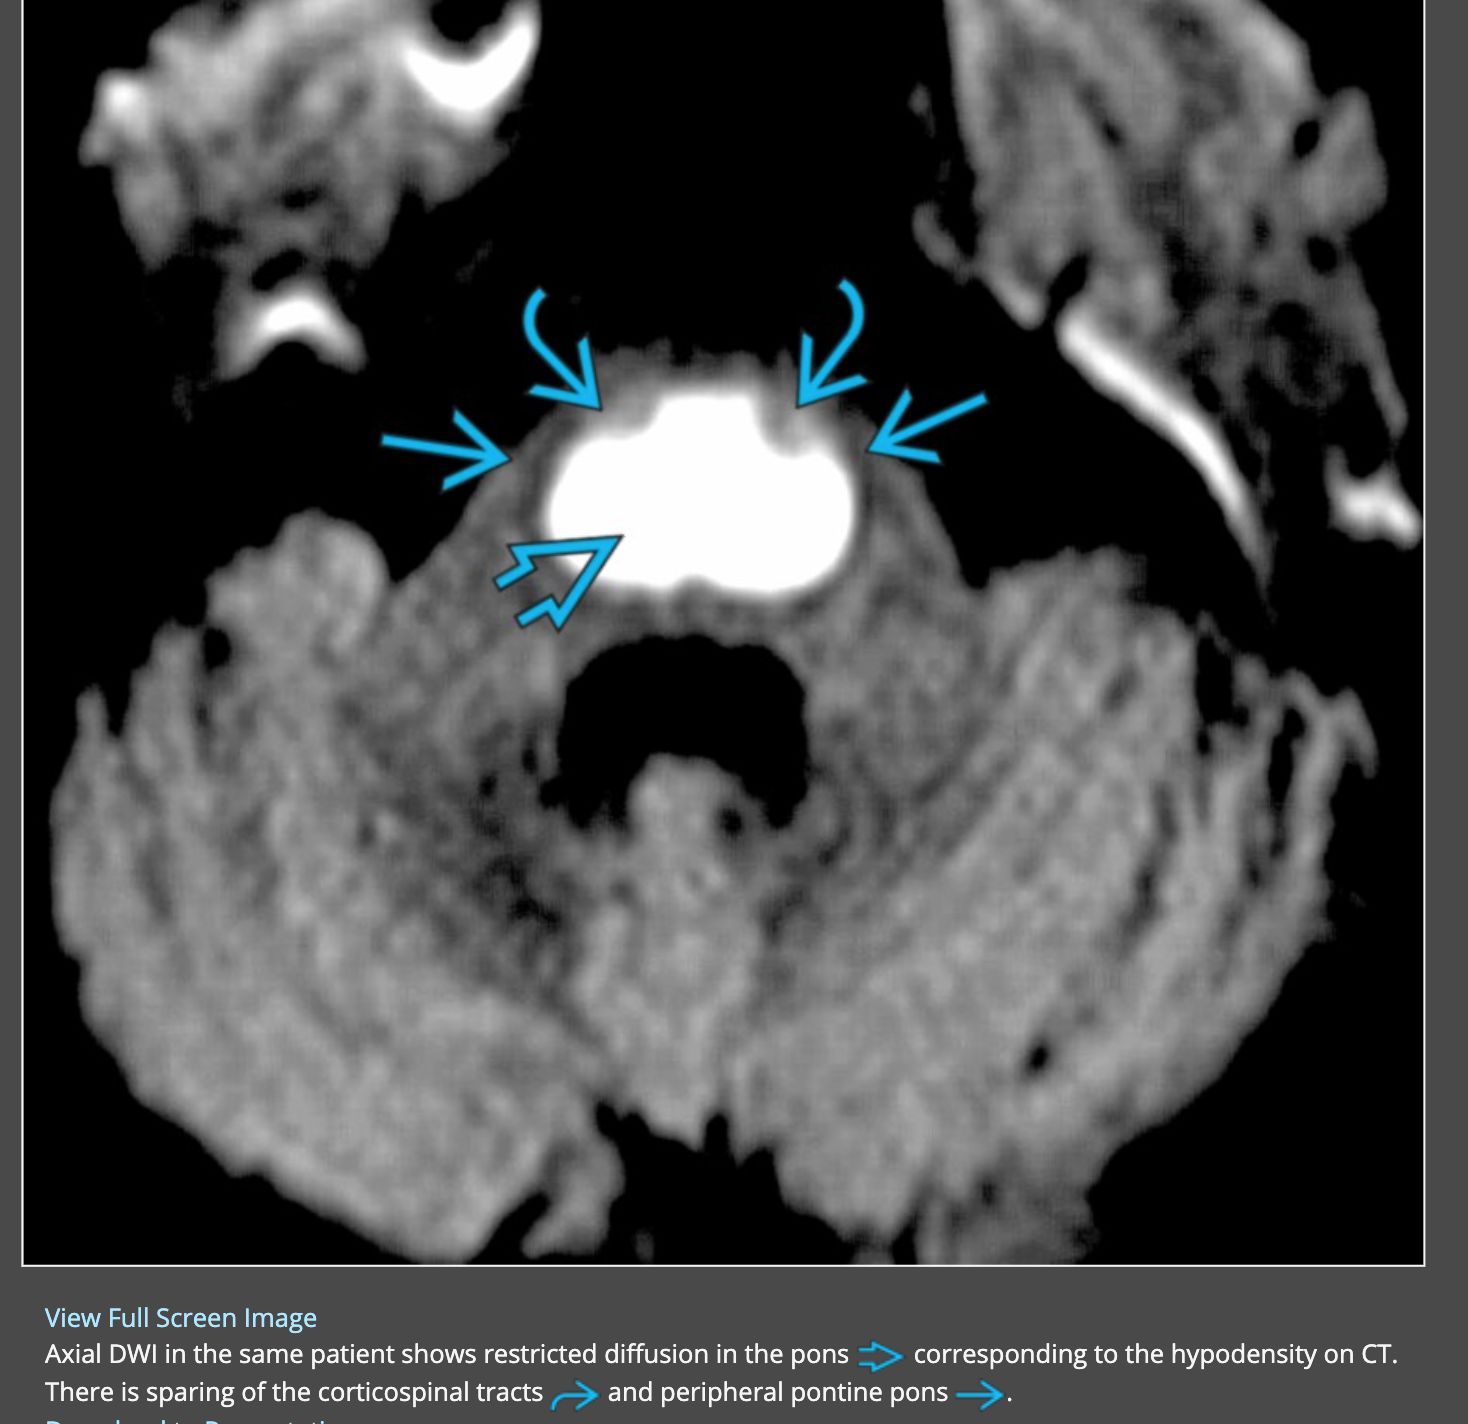 View Full Screen Image
Axial DWI in the same patient shows restricted diffusion in the pons corresponding to the hypodensity on CT.
There is sparing of the corticospinal tracts and peripheral pontine pons .